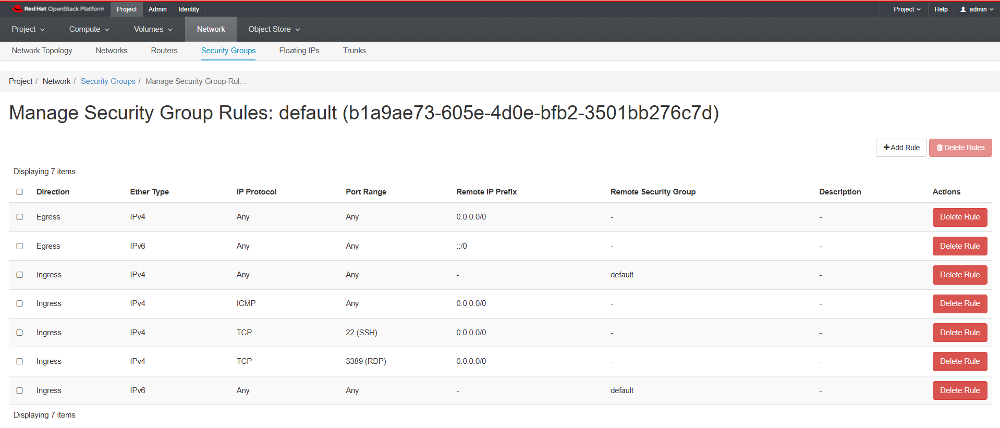 Red Hat OpenStack Platform Project Admin Identity Project Help admin
Project Compute Volumes Network Object Store
Network Topology Networks Routers Security Groups Floating IPs Trunks
Project / Network / Security Groups / Manage Security Group Rul…
Manage Security Group Rules: default (b1a9ae73-605e-4d0e-bfb2-3501bb276c7d)
Add Rule Delete Rules
Displaying 7 items
Direction Ether Type IP Protocol Port Range Remote IP Prefix Remote Security Group Description Actions
Egress IPv4 Any Any 0.0.0.0/0 - - Delete Rule
Egress IPv6 Any Any ::/0 - - Delete Rule
Ingress IPv4 Any Any - default - Delete Rule
Ingress IPv4 ICMP Any 0.0.0.0/0 - - Delete Rule
Ingress IPv4 TCP 22 (SSH) 0.0.0.0/0 - - Delete Rule
Ingress IPv4 TCP 3389 (RDP) 0.0.0.0/0 - - Delete Rule
Ingress IPv6 Any Any - default - Delete Rule
Displaying 7 items